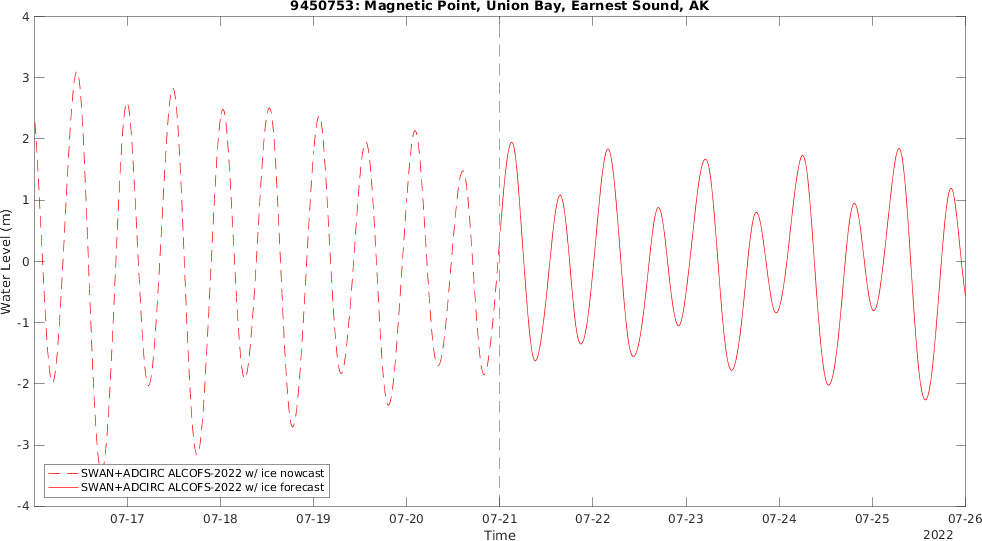 9450753: Magnetic Point, Union Bay, Earnest Sound, AK
Water Level (m)
4
3
2
1
0
-1
-2
-3
-4
SWAN+ADCIRC ALCOFS-2022 w/ ice nowcast
SWAN+ADCIRC ALCOFS-2022 w/ ice forecast
07-17 07-18 07-19 07-20 07-21 07-22 07-23 07-24 07-25 07-26
Time
2022